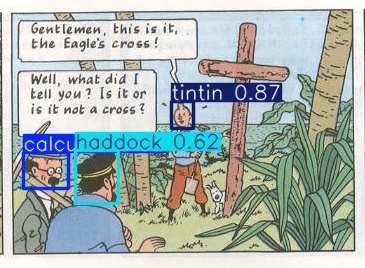 Gentlemen, this is it,
the Eagle's cross!
Well, what did I
tell you? Is it or
is it not a cross?
tintin 0.87
calcu
haddock 0.62